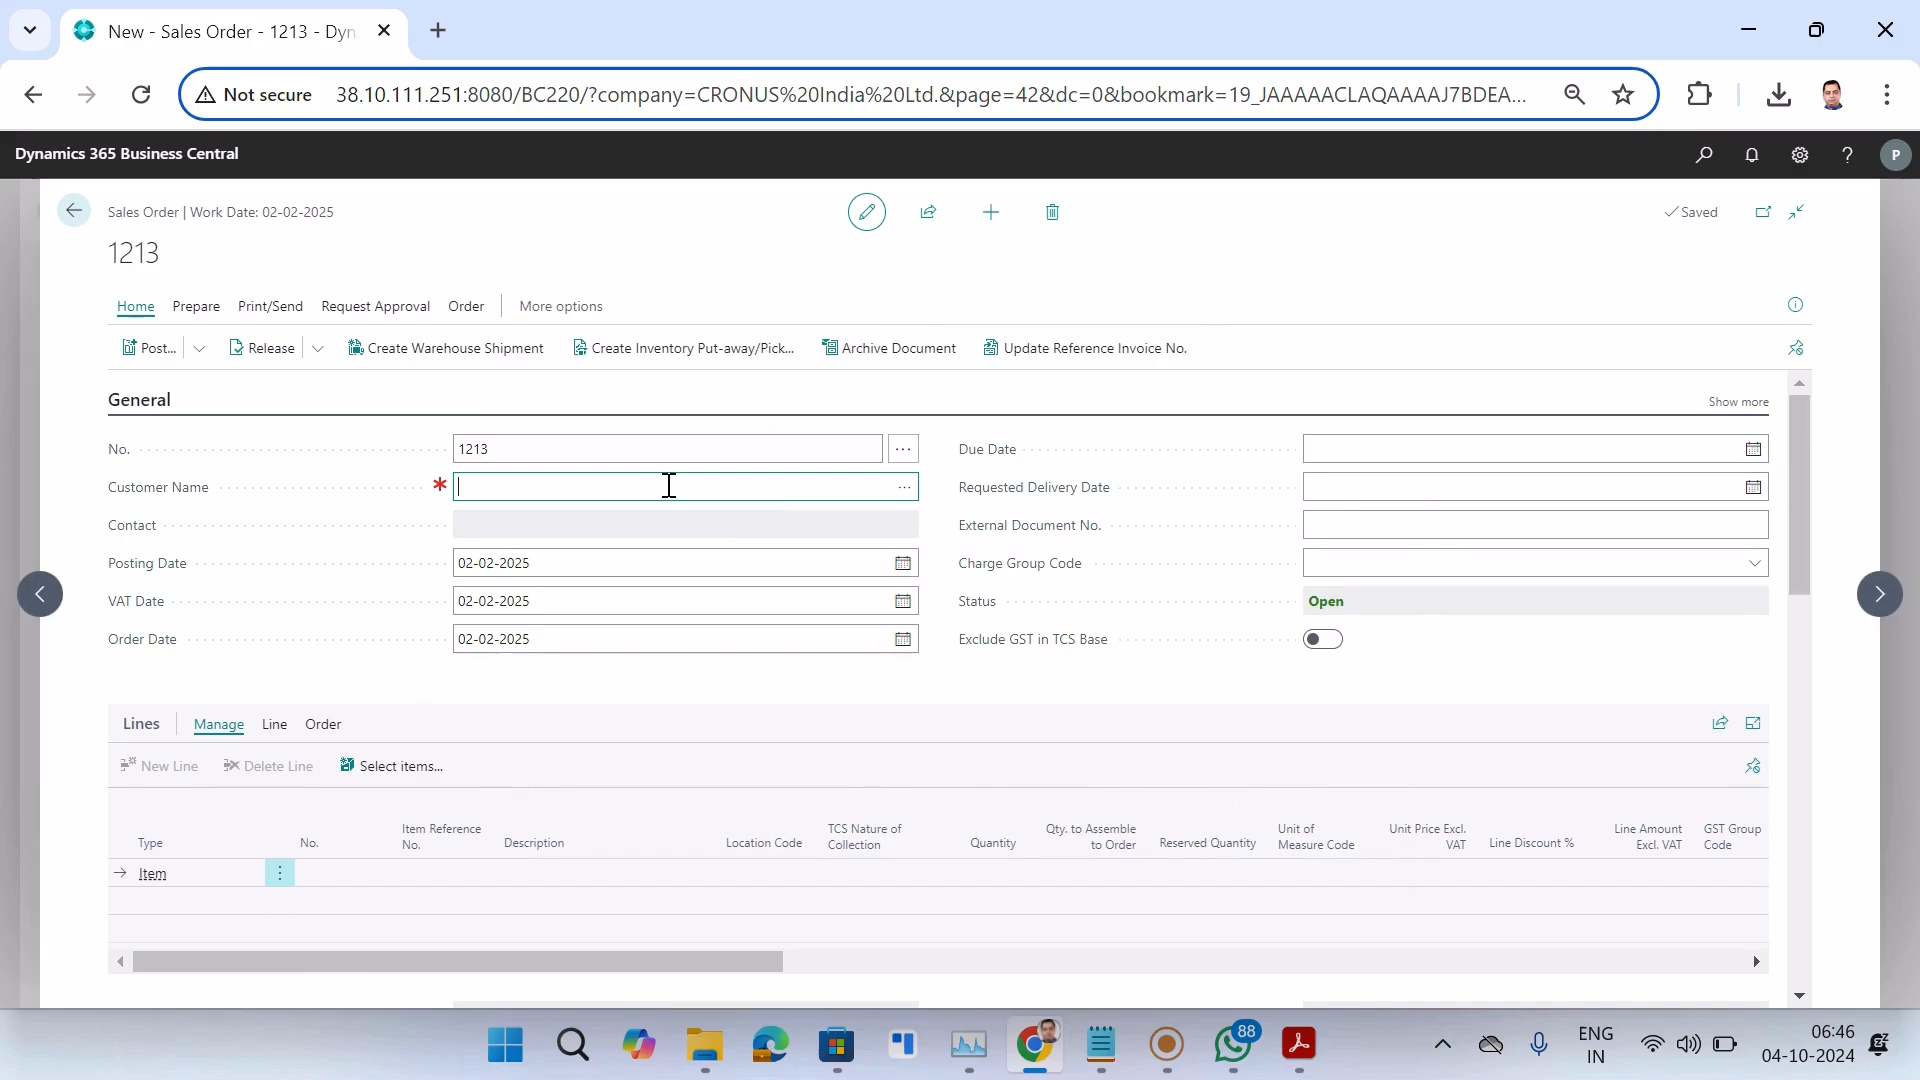 New - Sales Order - 1213 - Dyn
Not secure 38.10.111.251:8080/BC220/?company=CRONUS%20India%20Ltd.&page=42&dc=0&bookmark=19_JAAAAACLAQAAAAJ7BDEA...
Dynamics 365 Business Central
P
Sales Order | Work Date: 02-02-2025
Saved
1213
Home Prepare Print/Send Request Approval Order More options
Post... Release Create Warehouse Shipment Create Inventory Put-away/Pick... Archive Document Update Reference Invoice No.
General Show more
No. 1213 Due Date
Customer Name Requested Delivery Date
Contact External Document No.
Posting Date 02-02-2025 Charge Group Code
VAT Date 02-02-2025 Status Open
Order Date 02-02-2025 Exclude GST in TCS Base
Lines Manage Line Order
New Line Delete Line Select items...
Type No. Item Reference No. Description Location Code TCS Nature of Collection Quantity Qty. to Assemble to Order Reserved Quantity Unit of Measure Code Unit Price Excl. VAT Line Discount % Line Amount Excl. VAT GST Group Code
Item
88
ENG
IN
06:46
04-10-2024